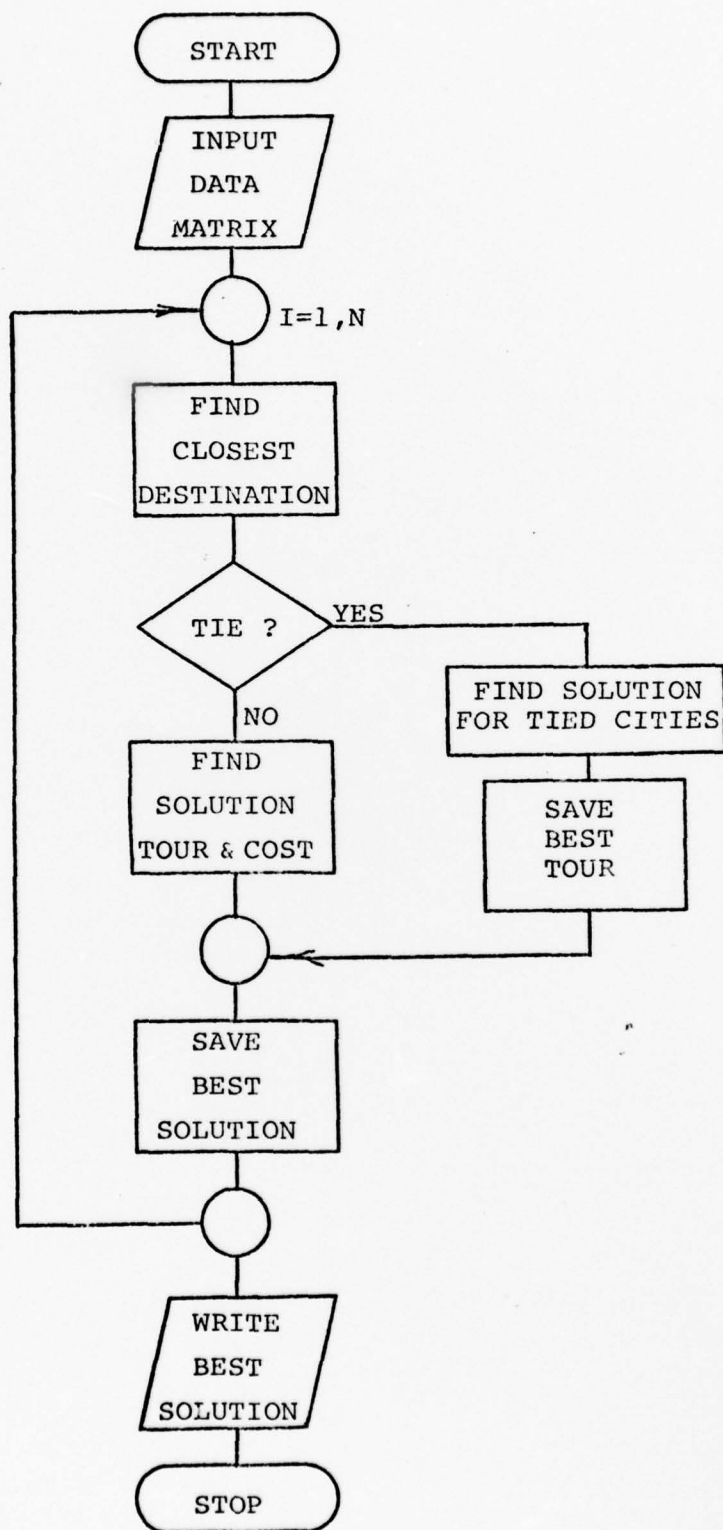 START
INPUT
DATA
MATRIX
I=1,N
FIND
CLOSEST
DESTINATION
TIE ?
YES
NO
FIND SOLUTION
FOR TIED CITIES
FIND
SOLUTION
TOUR & COST
SAVE
BEST
TOUR
SAVE
BEST
SOLUTION
WRITE
BEST
SOLUTION
STOP